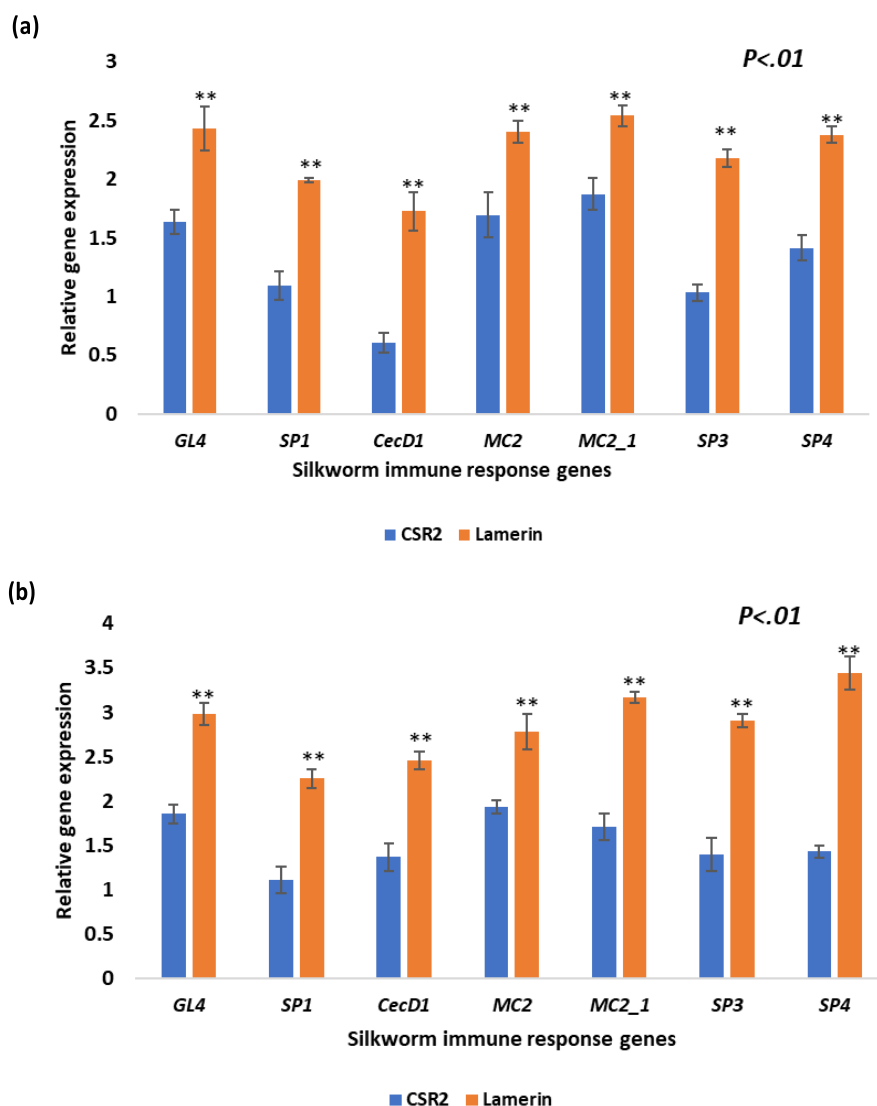 (a)
P<.01
3
2.5
2
1.5
1
0.5
0
Relative gene expression
** ** ** ** ** ** **
GL4 SP1 CecD1 MC2 MC2_1 SP3 SP4
Silkworm immune response genes
CSR2 Lamerin
(b)
P<.01
4
3.5
3
2.5
2
1.5
1
0.5
0
Relative gene expression
** ** ** ** ** ** **
GL4 SP1 CecD1 MC2 MC2_1 SP3 SP4
Silkworm immune response genes
CSR2 Lamerin